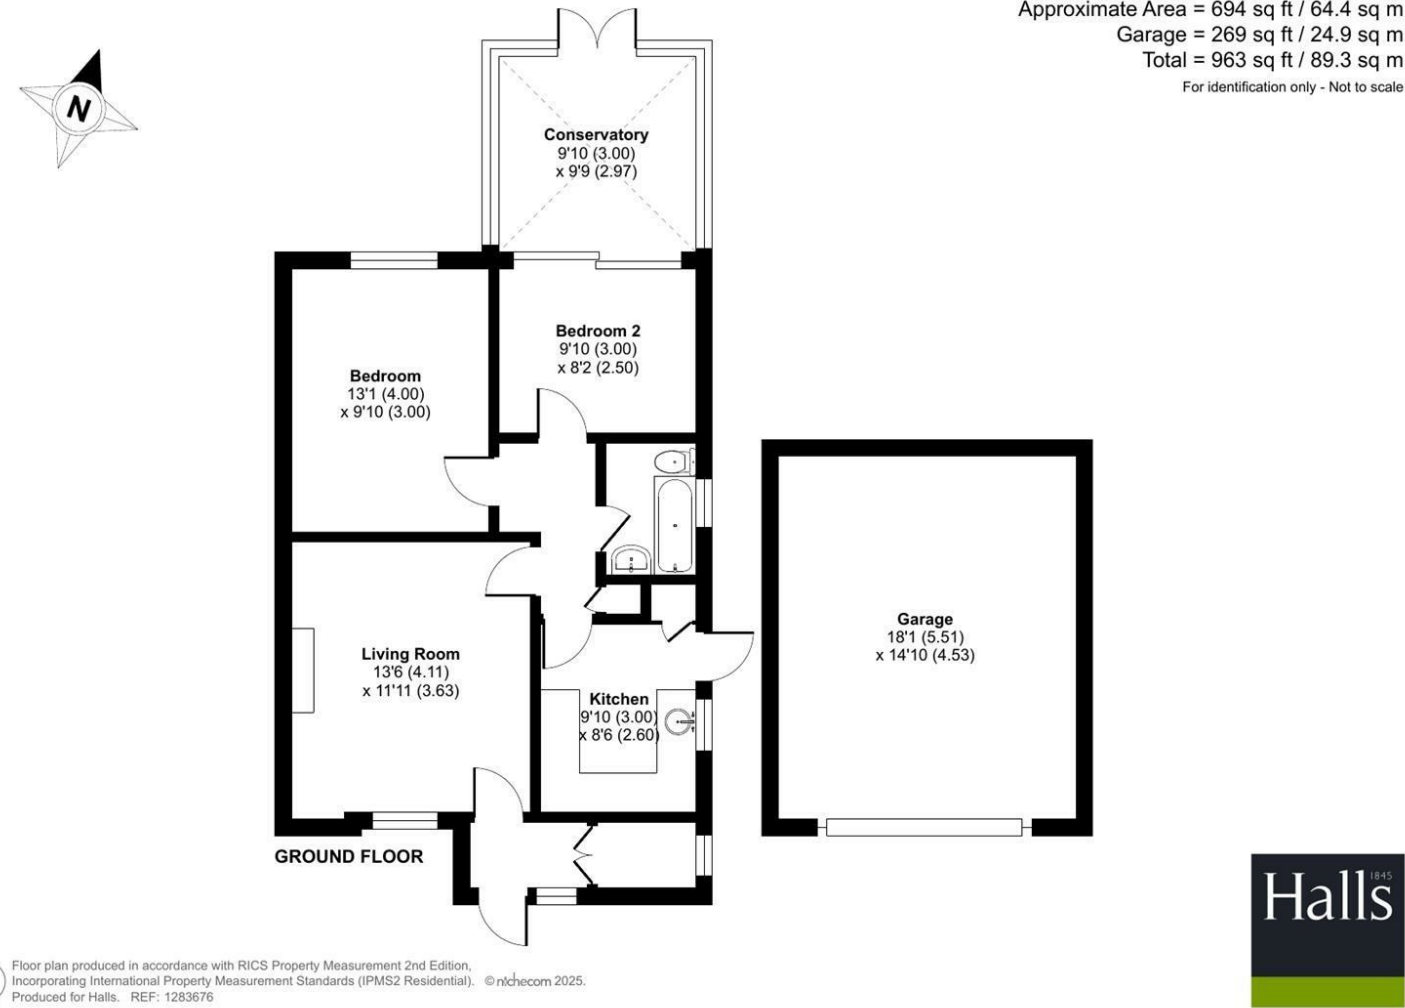 Approximate Area = 694 sq ft / 64.4 sq m
Garage = 269 sq ft / 24.9 sq m
Total = 963 sq ft / 89.3 sq m
For identification only - Not to scale
N
Conservatory
9'10 (3.00)
x 9'9 (2.97)
Bedroom 2
9'10 (3.00)
x 8'2 (2.50)
Bedroom
13'1 (4.00)
x 9'10 (3.00)
Garage
18'1 (5.51)
x 14'10 (4.53)
Living Room
13'6 (4.11)
x 11'11 (3.63)
Kitchen
9'10 (3.00)
x 8'6 (2.60)
GROUND FLOOR
Halls
1845
Floor plan produced in accordance with RICS Property Measurement 2nd Edition,
Incorporating International Property Measurement Standards (IPMS2 Residential). © nichecom 2025.
Produced for Halls. REF: 1283676